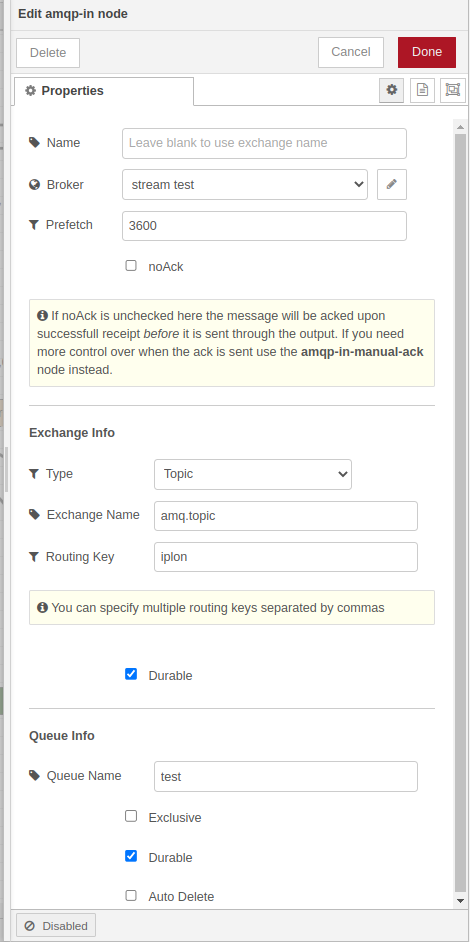 Edit amqp-in node
Delete
Cancel
Done
Properties
Name
Leave blank to use exchange name
Broker
stream test
Prefetch
3600
noAck
If noAck is unchecked here the message will be acked upon
successfull receipt before it is sent through the output. If you need
more control over when the ack is sent use the amqp-in-manual-ack
node instead.
Exchange Info
Type
Topic
Exchange Name
amq.topic
Routing Key
iplon
You can specify multiple routing keys separated by commas
Durable
Queue Info
Queue Name
test
Exclusive
Durable
Auto Delete
Disabled